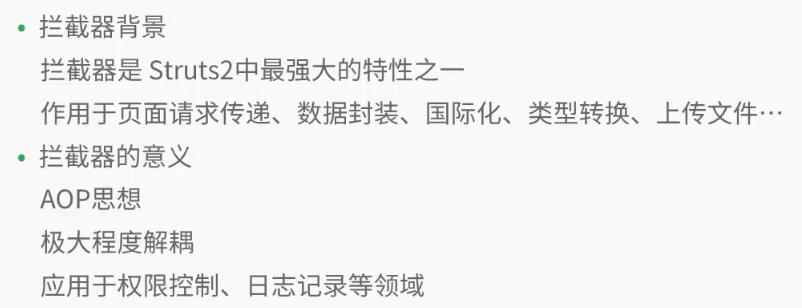 • 拦截器背景
拦截器是 Struts2中最强大的特性之一
作用于页面请求传递、数据封装、国际化、类型转换、上传文件…
• 拦截器的意义
AOP思想
极大程度解耦
应用于权限控制、日志记录等领域